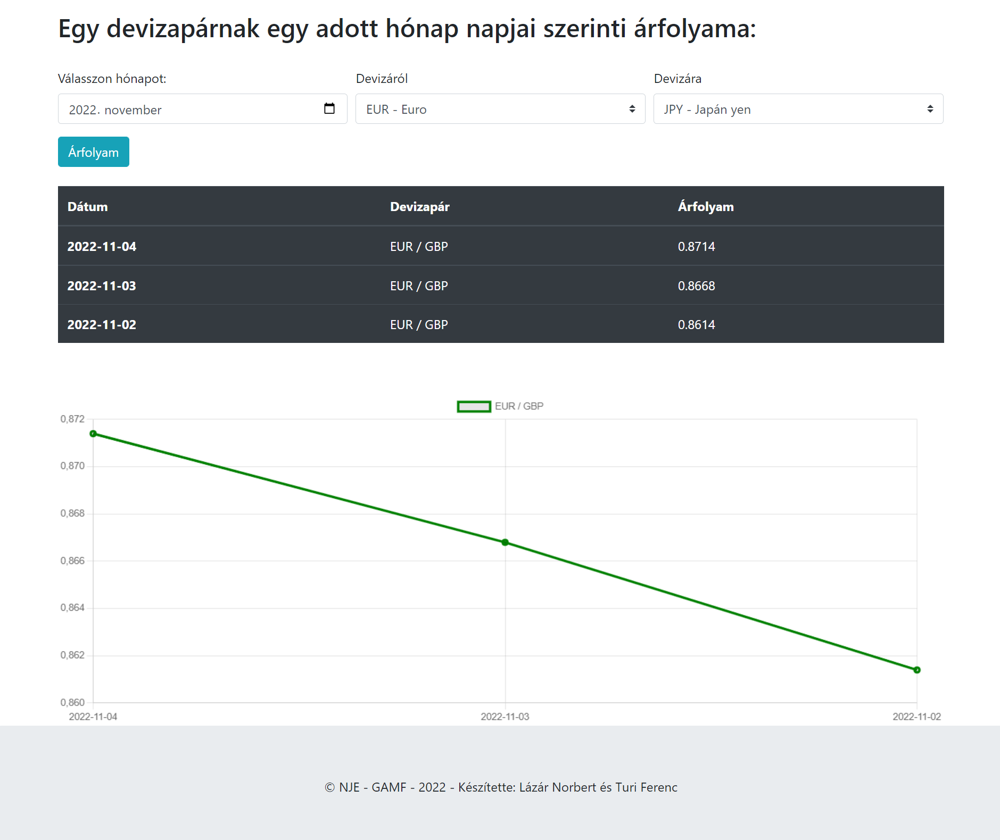 Egy devizapárnak egy adott hónap napjai szerinti árfolyama:
Válasszon hónapot: Devizáról Devizára
2022. november EUR - Euro JPY - Japán yen
Árfolyam
Dátum Devizapár Árfolyam
2022-11-04 EUR / GBP 0.8714
2022-11-03 EUR / GBP 0.8668
2022-11-02 EUR / GBP 0.8614
EUR / GBP
0,872
0,870
0,868
0,866
0,864
0,862
0,860
2022-11-04 2022-11-03 2022-11-02
© NJE - GAMF - 2022 - Készítette: Lázár Norbert és Turi Ferenc